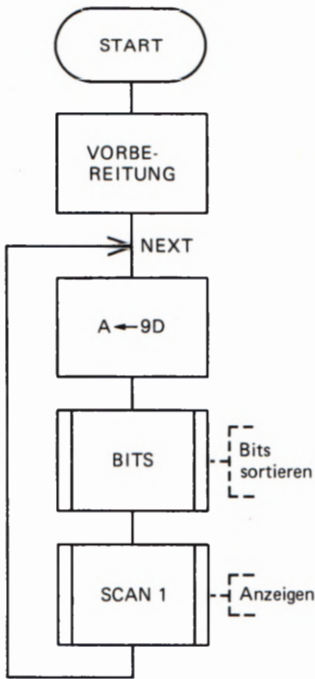 START
VORBE-
REITUNG
NEXT
A←9D
BITS
Bits
sortieren
SCAN 1
Anzeigen